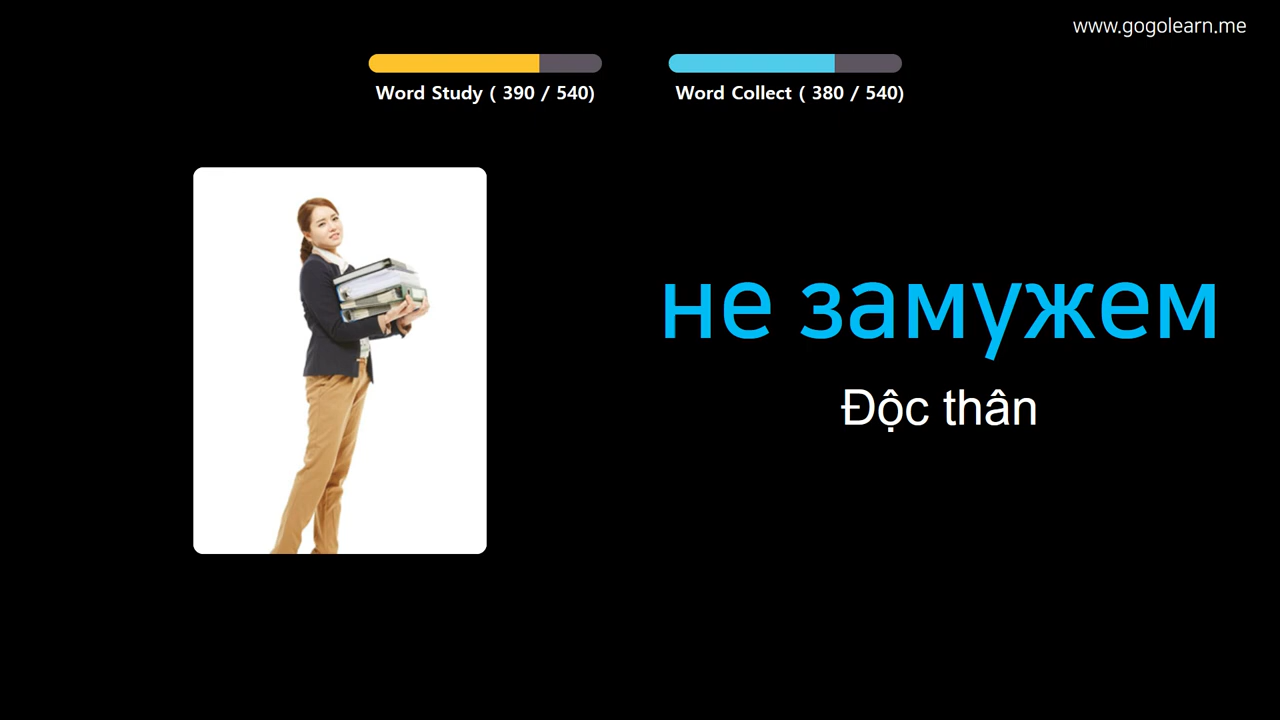 www.gogolearn.me
Word Study ( 390 / 540)
Word Collect ( 380 / 540)
не замужем
Độc thân